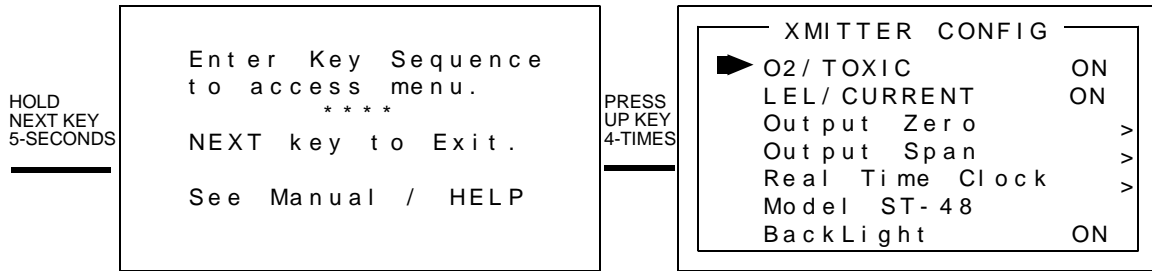 HOLD
NEXT KEY
5-SECONDS
Enter Key Sequence
to access menu.
****
NEXT key to Exit.
See Manual / HELP
PRESS
UP KEY
4-TIMES
XMITTER CONFIG
O2/TOXIC ON
LEL/CURRENT ON
Output Zero >
Output Span >
Real Time Clock >
Model ST-48
BackLight ON